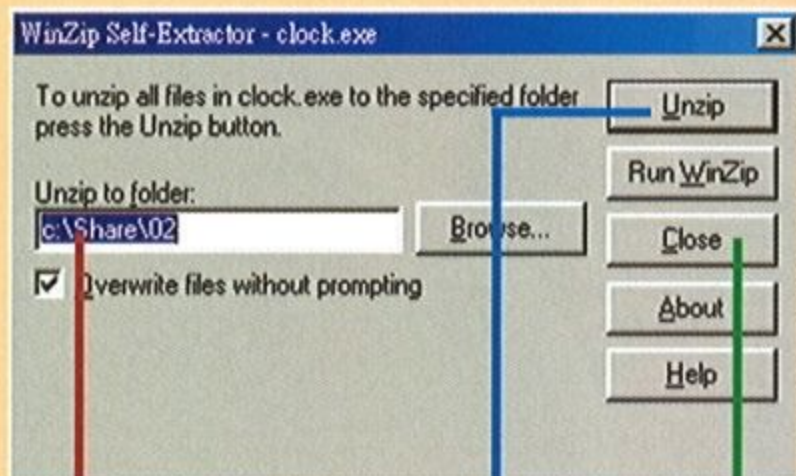 WinZip Self-Extractor - clock.exe
To unzip all files in clock.exe to the specified folder
press the Unzip button.
Unzip to folder:
c:\Share\02
Browse...
Overwrite files without prompting
Unzip
Run WinZip
Close
About
Help